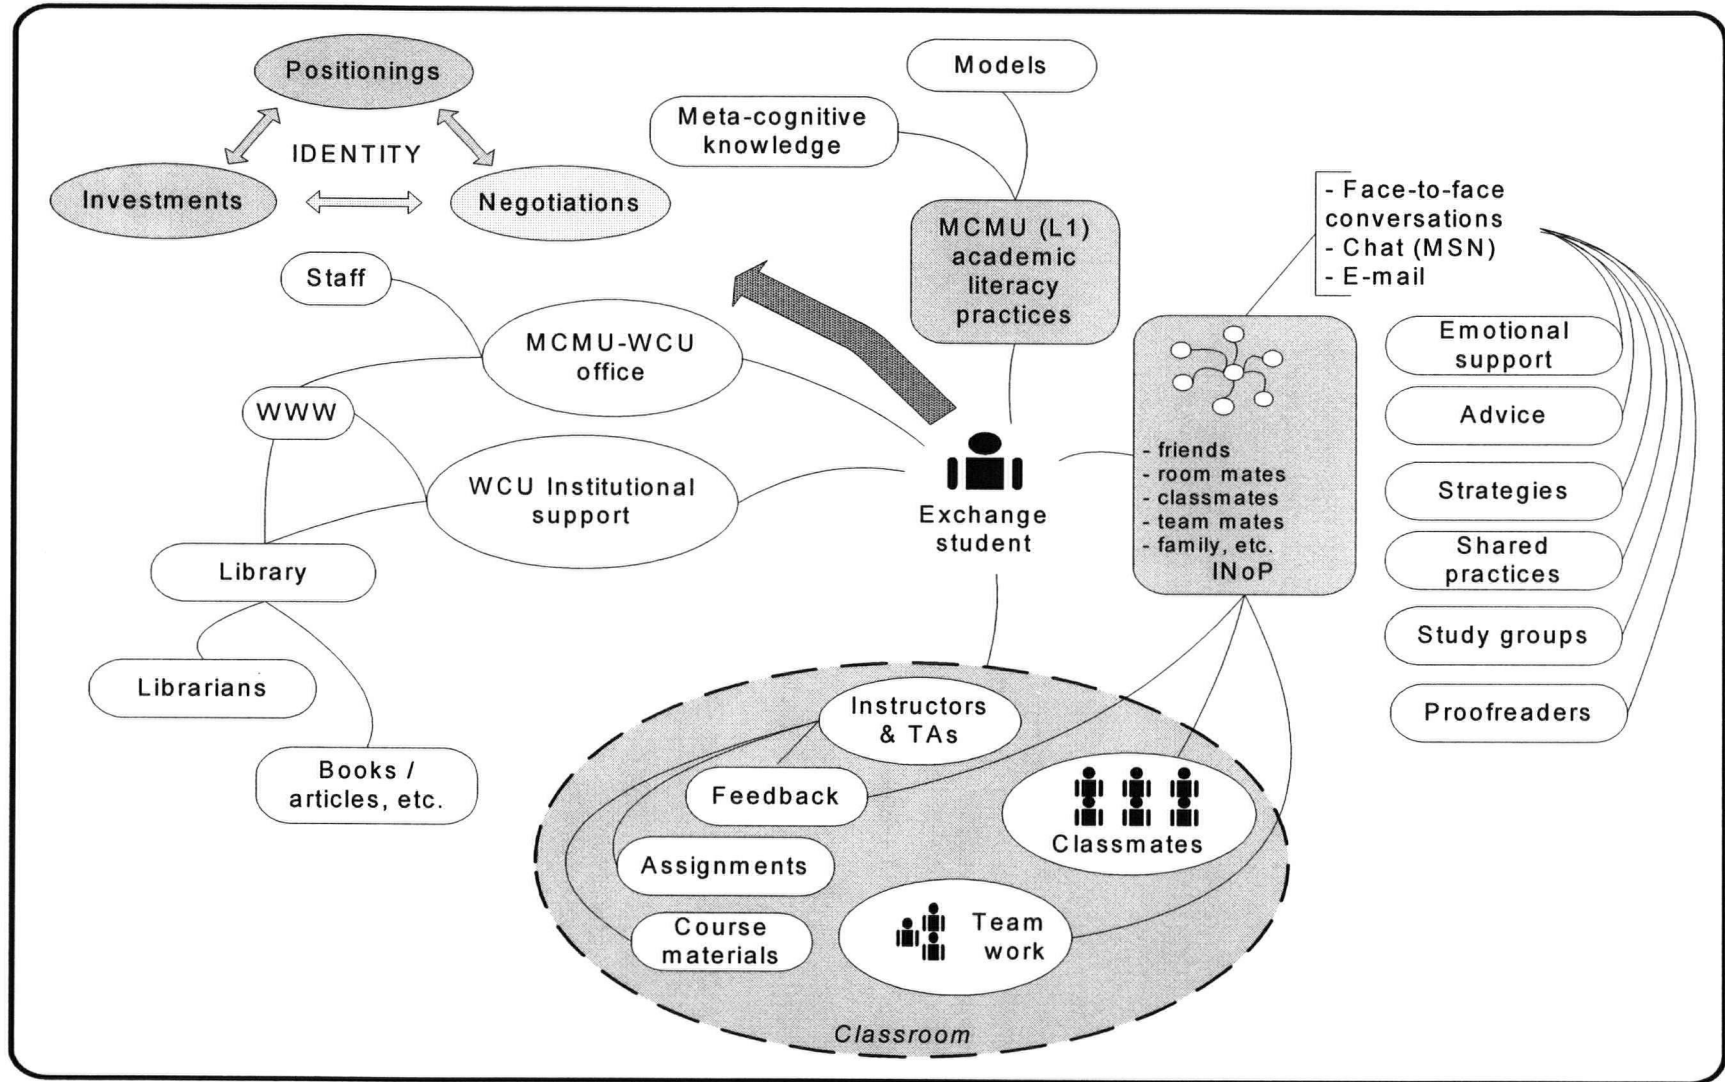 Positionings
IDENTITY
Investments
Negotiations
Models
Meta-cognitive
knowledge
MCMU (L1)
academic
literacy
practices
- Face-to-face
conversations
- Chat (MSN)
- E-mail
Staff
MCMU-WCU
office
WWW
WCU Institutional
support
Library
Librarians
Books /
articles, etc.
Exchange
student
- friends
- room mates
- classmates
- team mates
- family, etc.
INoP
Emotional
support
Advice
Strategies
Shared
practices
Study groups
Proofreaders
Instructors
& TAs
Feedback
Assignments
Course
materials
Classmates
Team
work
Classroom